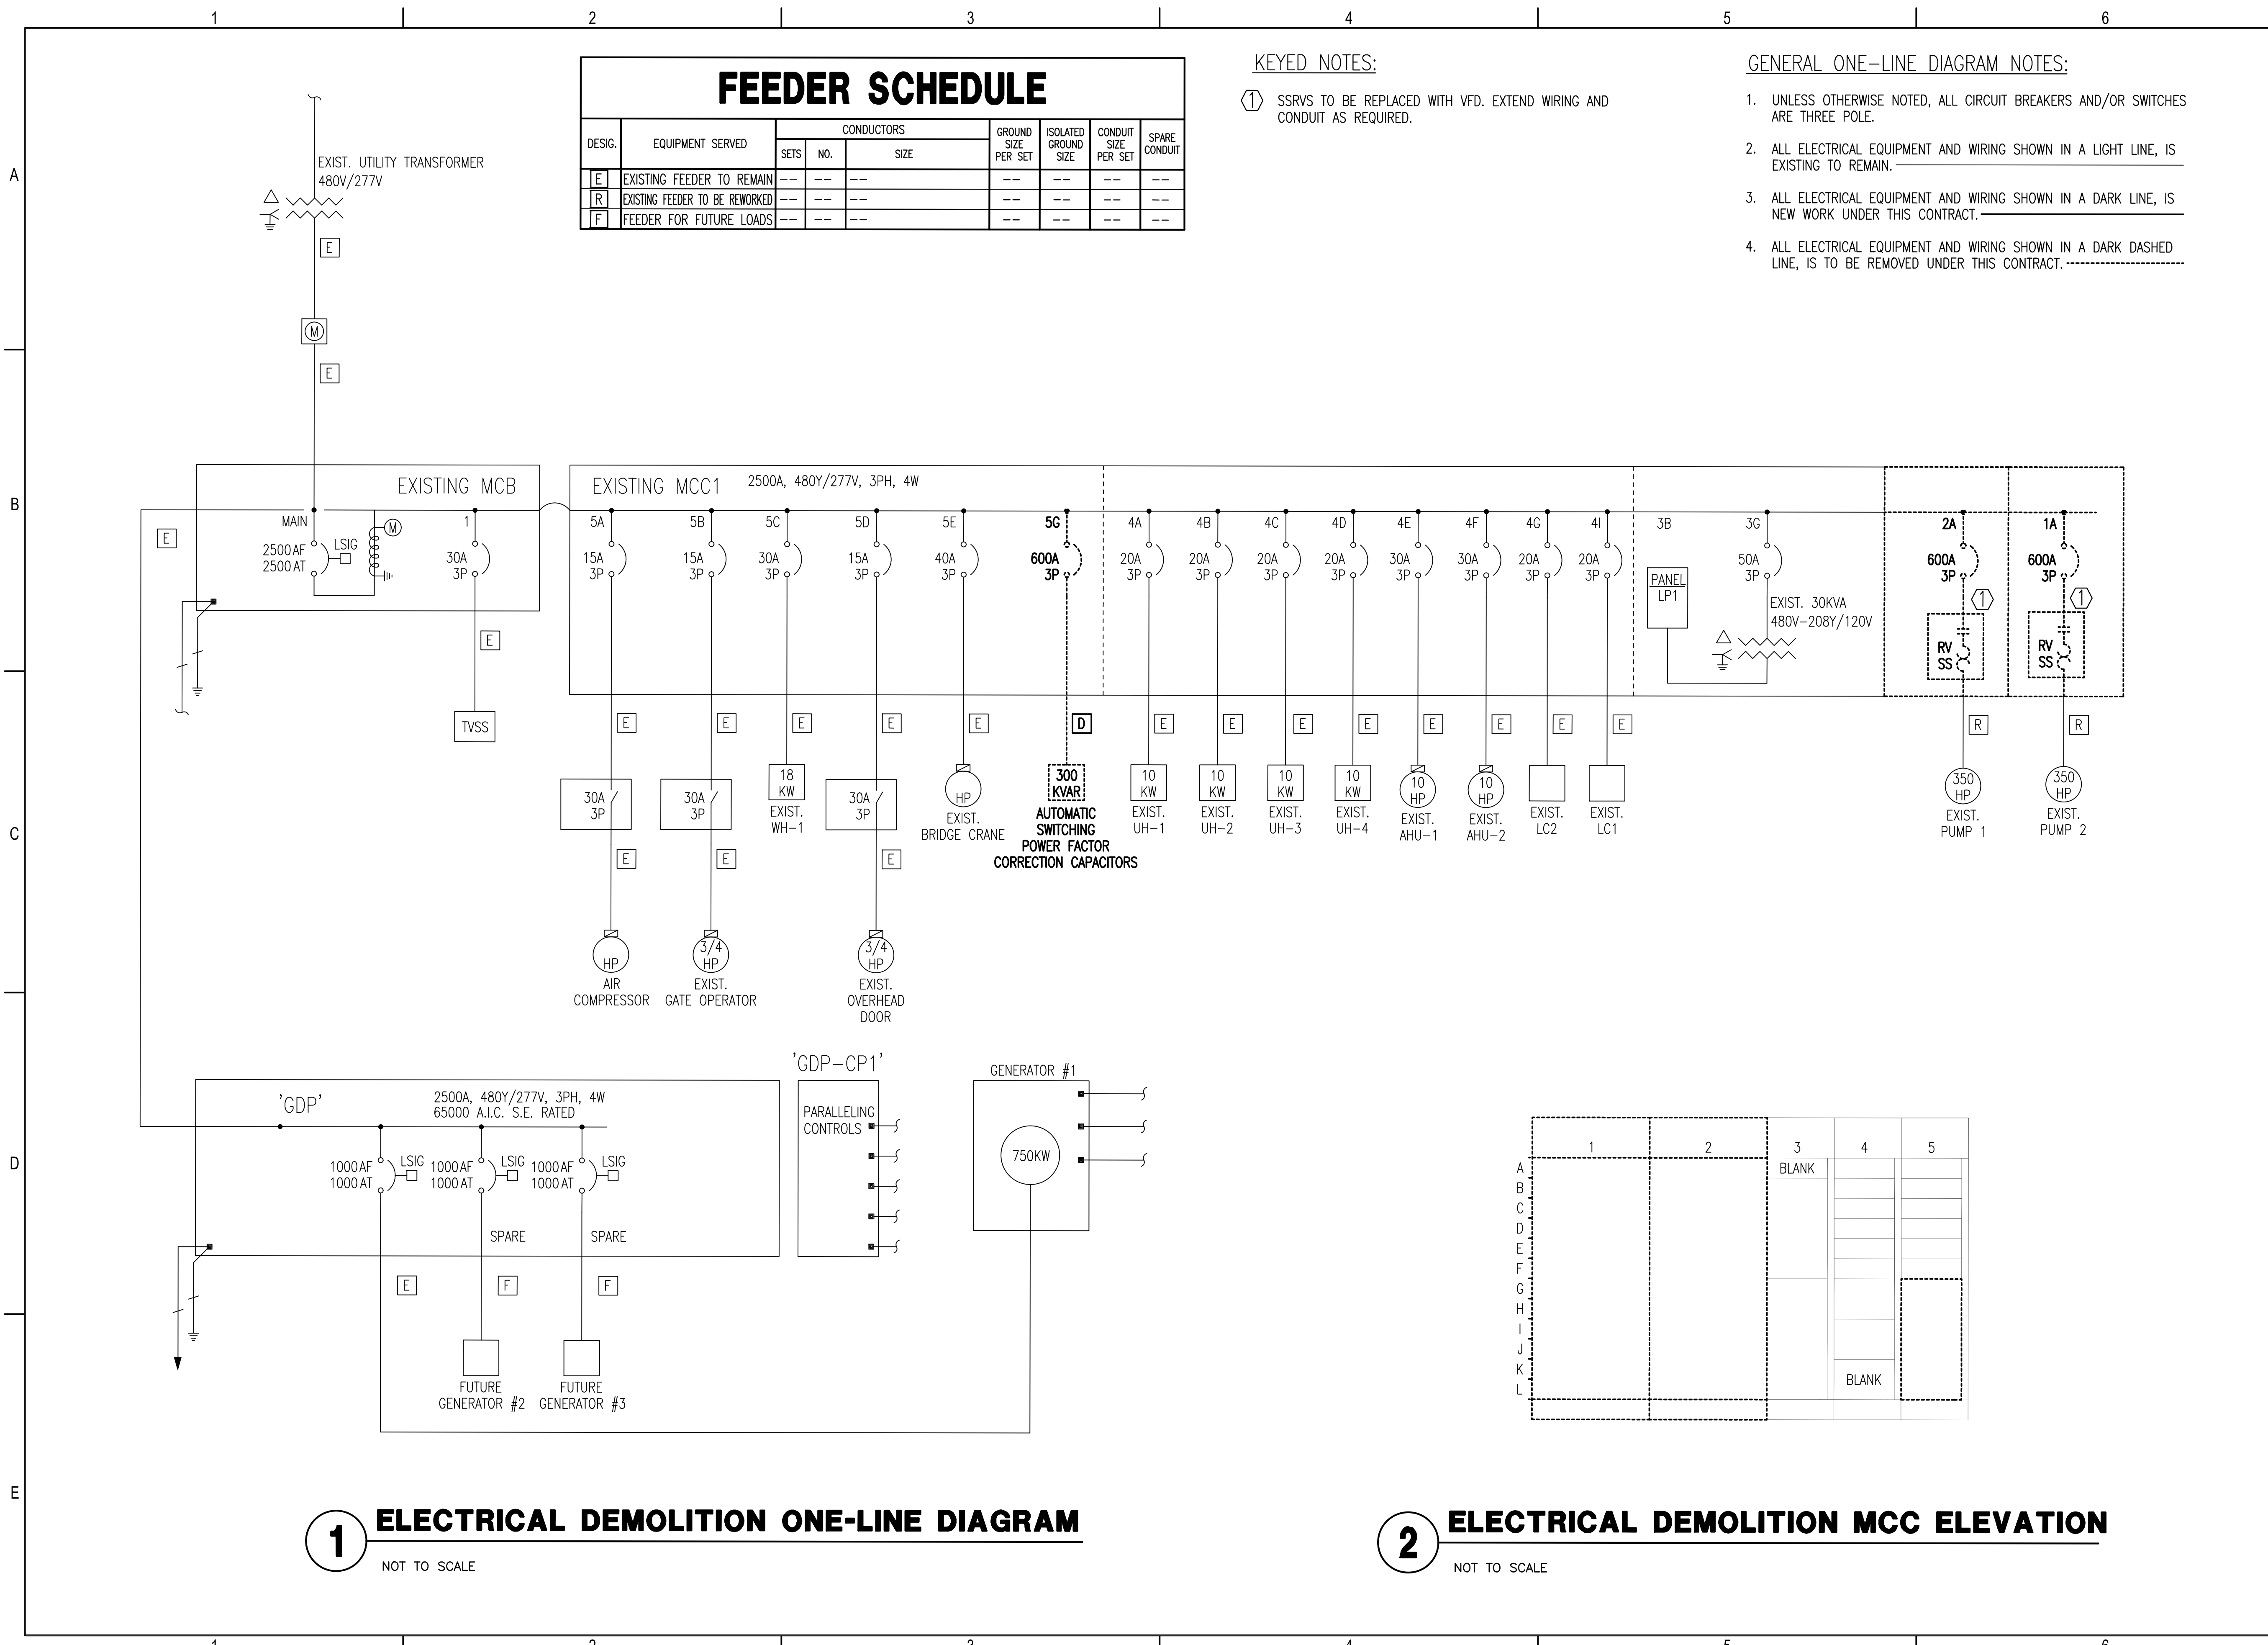 1 2 3 4 5 6
A
B
C
D
E
FEEDER SCHEDULE
DESIG. EQUIPMENT SERVED CONDUCTORS GROUND SIZE PER SET ISOLATED GROUND SIZE CONDUIT SIZE PER SET SPARE CONDUIT
SETS NO. SIZE
E EXISTING FEEDER TO REMAIN -- -- -- -- -- -- --
R EXISTING FEEDER TO BE REWORKED -- -- -- -- -- -- --
F FEEDER FOR FUTURE LOADS -- -- -- -- -- -- --
KEYED NOTES:
1 SSRVS TO BE REPLACED WITH VFD. EXTEND WIRING AND
CONDUIT AS REQUIRED.
GENERAL ONE-LINE DIAGRAM NOTES:
1. UNLESS OTHERWISE NOTED, ALL CIRCUIT BREAKERS AND/OR SWITCHES
ARE THREE POLE.
2. ALL ELECTRICAL EQUIPMENT AND WIRING SHOWN IN A LIGHT LINE, IS
EXISTING TO REMAIN.
3. ALL ELECTRICAL EQUIPMENT AND WIRING SHOWN IN A DARK LINE, IS
NEW WORK UNDER THIS CONTRACT.
4. ALL ELECTRICAL EQUIPMENT AND WIRING SHOWN IN A DARK DASHED
LINE, IS TO BE REMOVED UNDER THIS CONTRACT.
EXIST. UTILITY TRANSFORMER
480V/277V
E
M
E
EXISTING MCB
MAIN
2500AF
2500AT
LSIG
M
1
30A
3P
E
E
TVSS
EXISTING MCC1
2500A, 480Y/277V, 3PH, 4W
5A
15A
3P
E
30A
3P
E
HP
AIR
COMPRESSOR
5B
15A
3P
E
30A
3P
E
3/4
HP
EXIST.
GATE OPERATOR
5C
30A
3P
E
18
KW
EXIST.
WH-1
5D
15A
3P
E
30A
3P
E
3/4
HP
EXIST.
OVERHEAD
DOOR
5E
40A
3P
E
HP
EXIST.
BRIDGE CRANE
5G
600A
3P
D
300
KVAR
AUTOMATIC
SWITCHING
POWER FACTOR
CORRECTION CAPACITORS
4A
20A
3P
E
10
KW
EXIST.
UH-1
4B
20A
3P
E
10
KW
EXIST.
UH-2
4C
20A
3P
E
10
KW
EXIST.
UH-3
4D
20A
3P
E
10
KW
EXIST.
UH-4
4E
30A
3P
E
10
HP
EXIST.
AHU-1
4F
30A
3P
E
10
HP
EXIST.
AHU-2
4G
20A
3P
E
EXIST.
LC2
4I
20A
3P
E
EXIST.
LC1
3B
PANEL
LP1
3G
50A
3P
EXIST. 30KVA
480V-208Y/120V
2A
600A
3P
1
RV
SS
R
350
HP
EXIST.
PUMP 1
1A
600A
3P
1
RV
SS
R
350
HP
EXIST.
PUMP 2
'GDP'
2500A, 480Y/277V, 3PH, 4W
65000 A.I.C. S.E. RATED
1000AF
1000AT
LSIG
1000AF
1000AT
LSIG
1000AF
1000AT
LSIG
SPARE
SPARE
E
F
F
FUTURE
GENERATOR #2
FUTURE
GENERATOR #3
'GDP-CP1'
PARALLELING
CONTROLS
GENERATOR #1
750KW
1 2 3 4 5
A
B
C
D
E
F
G
H
I
J
K
L
BLANK
BLANK
1
ELECTRICAL DEMOLITION ONE-LINE DIAGRAM
NOT TO SCALE
2
ELECTRICAL DEMOLITION MCC ELEVATION
NOT TO SCALE